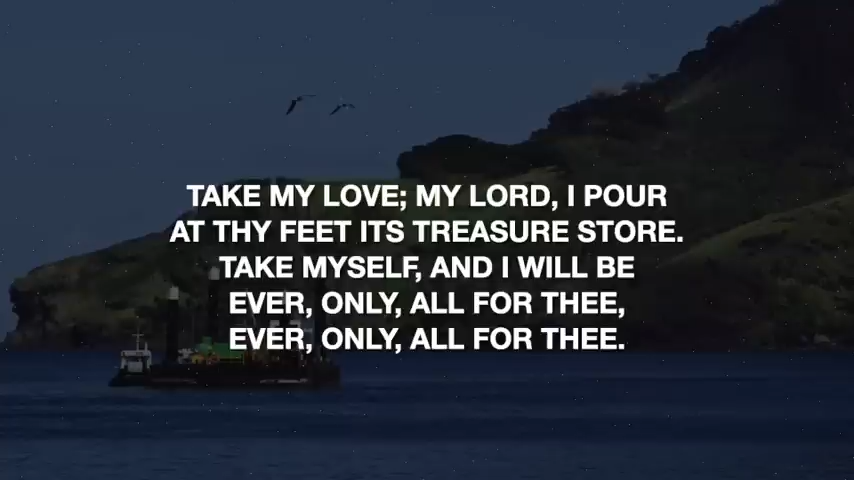 TAKE MY LOVE; MY LORD, I POUR
AT THY FEET ITS TREASURE STORE.
TAKE MYSELF, AND I WILL BE
EVER, ONLY, ALL FOR THEE,
EVER, ONLY, ALL FOR THEE.